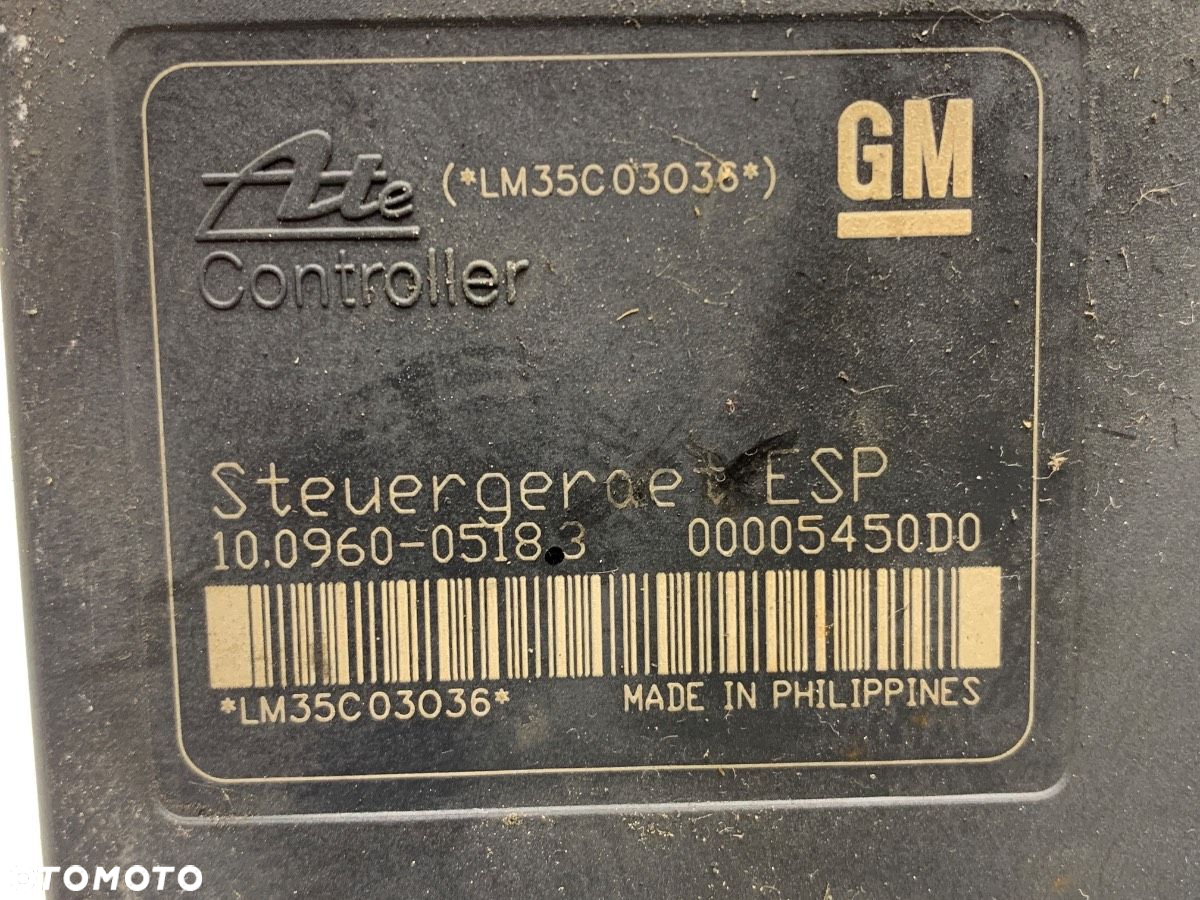 Ate (*LM35C03036*) GM
Controller
Steuergeraet ESP
10.0960-0518.3 00005450D0
*LM35C03036* MADE IN PHILIPPINES
OTOMOTO